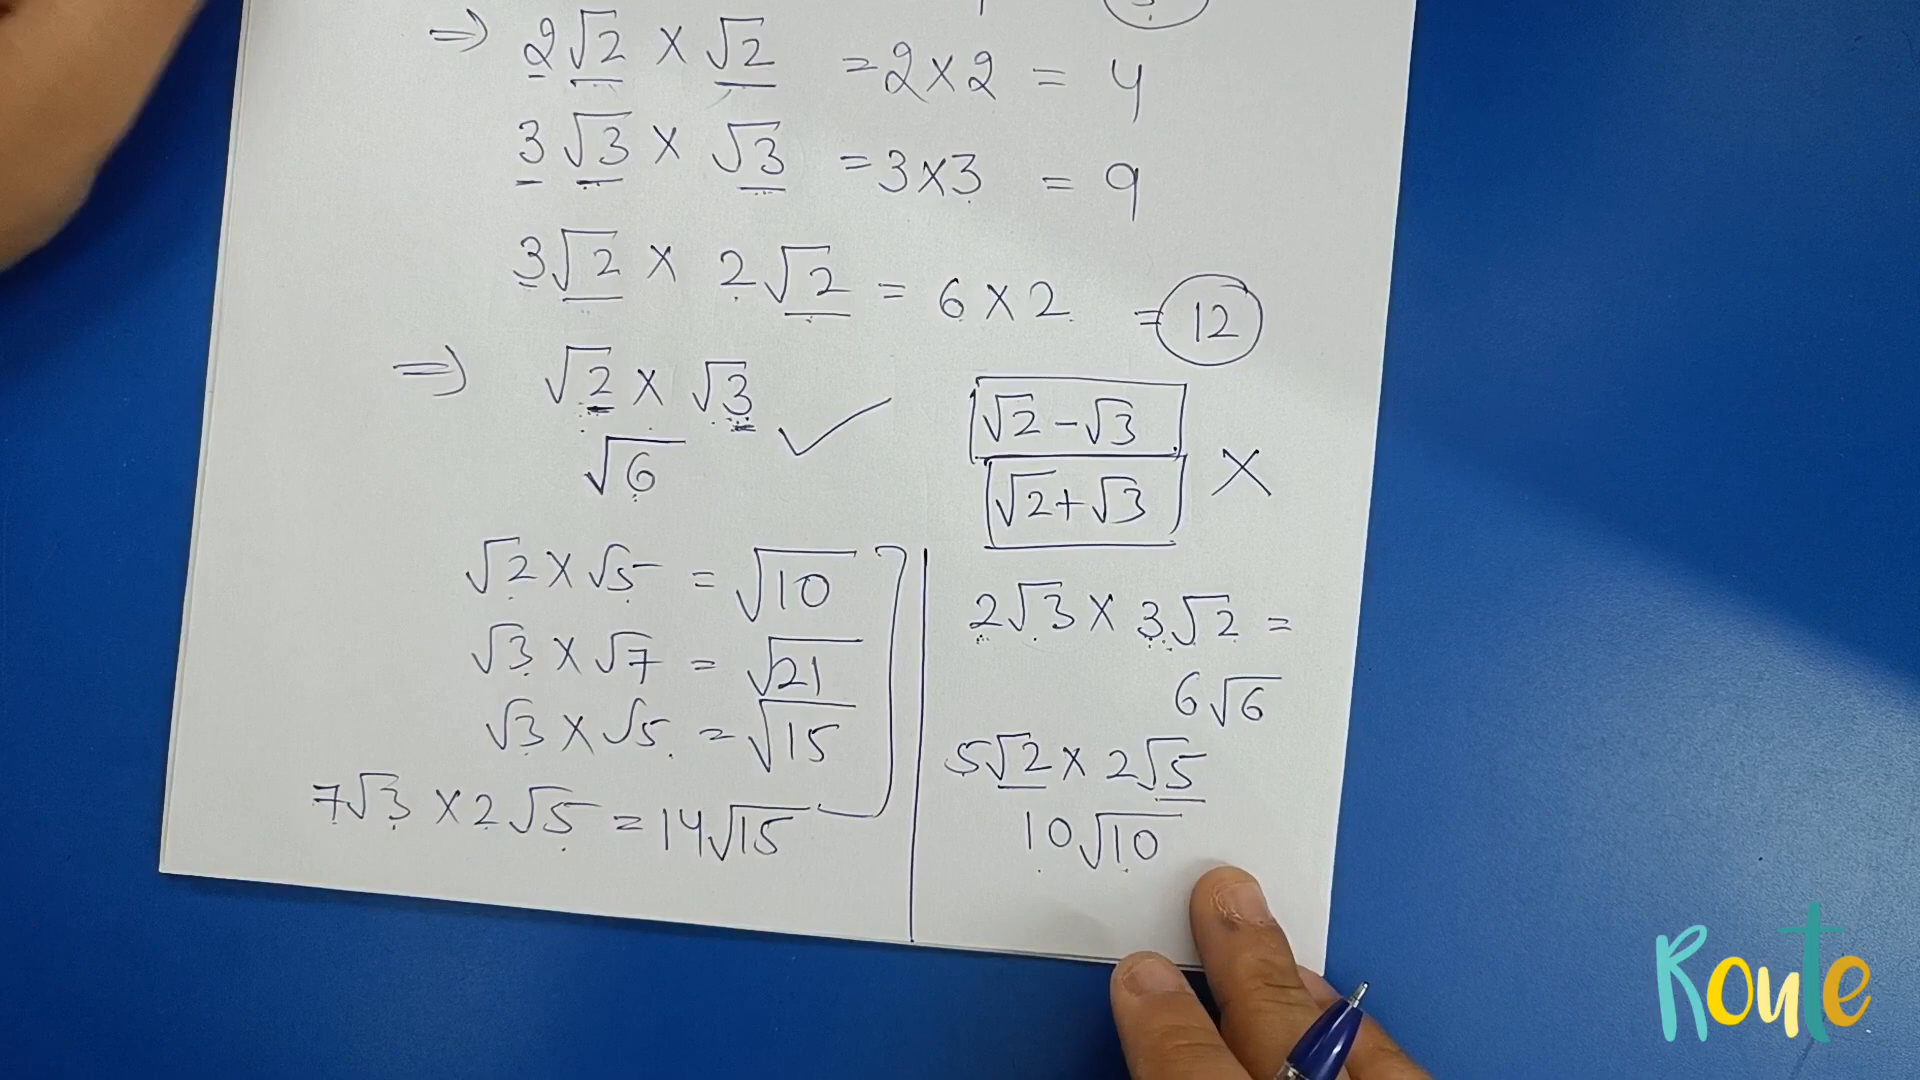 ⇒ 2√2 × √2 = 2×2 = 4
3√3 × √3 = 3×3 = 9
3√2 × 2√2 = 6×2 = 12
⇒ √2 × √3
√6
√2 - √3
√2 + √3 ×
√2 × √5 = √10
√3 × √7 = √21
√3 × √5 = √15
7√3 × 2√5 = 14√15
2√3 × 3√2 =
6√6
5√2 × 2√5
10√10
Route